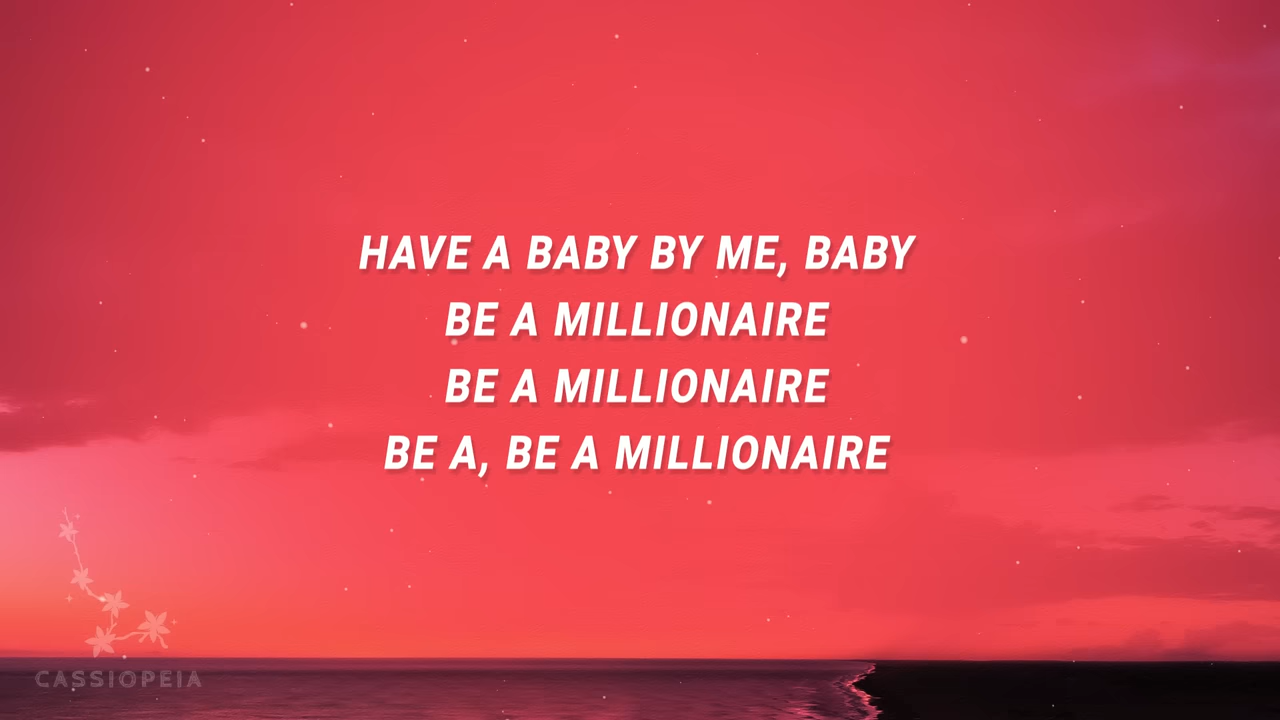 HAVE A BABY BY ME, BABY
BE A MILLIONAIRE
BE A MILLIONAIRE
BE A, BE A MILLIONAIRE
CASSIOPEIA